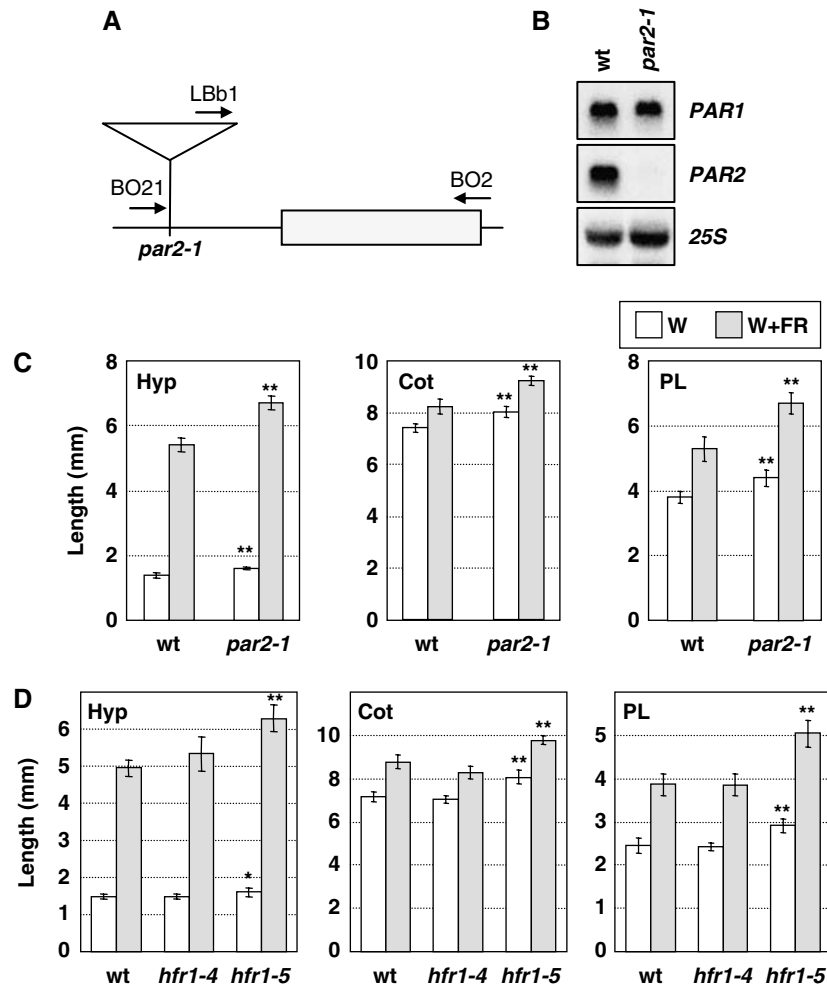 A
LBb1
BO21
BO2
par2-1
B
wt
par2-1
PAR1
PAR2
25S
W
W+FR
C
Length (mm)
Hyp
8
6
4
2
0
wt
par2-1
Cot
10
8
6
4
2
0
wt
par2-1
PL
8
6
4
2
0
wt
par2-1
**
**
**
**
**
**
D
Length (mm)
Hyp
6
5
4
3
2
1
0
wt
hfr1-4
hfr1-5
*
**
Cot
10
8
6
4
2
0
wt
hfr1-4
hfr1-5
**
**
PL
5
4
3
2
1
0
wt
hfr1-4
hfr1-5
**
**